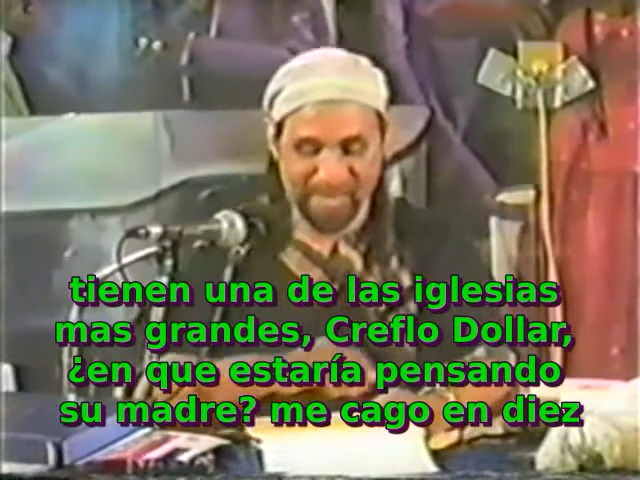 tienen una de las iglesias
mas grandes, Creflo Dollar,
¿en que estaría pensando
su madre? me cago en diez